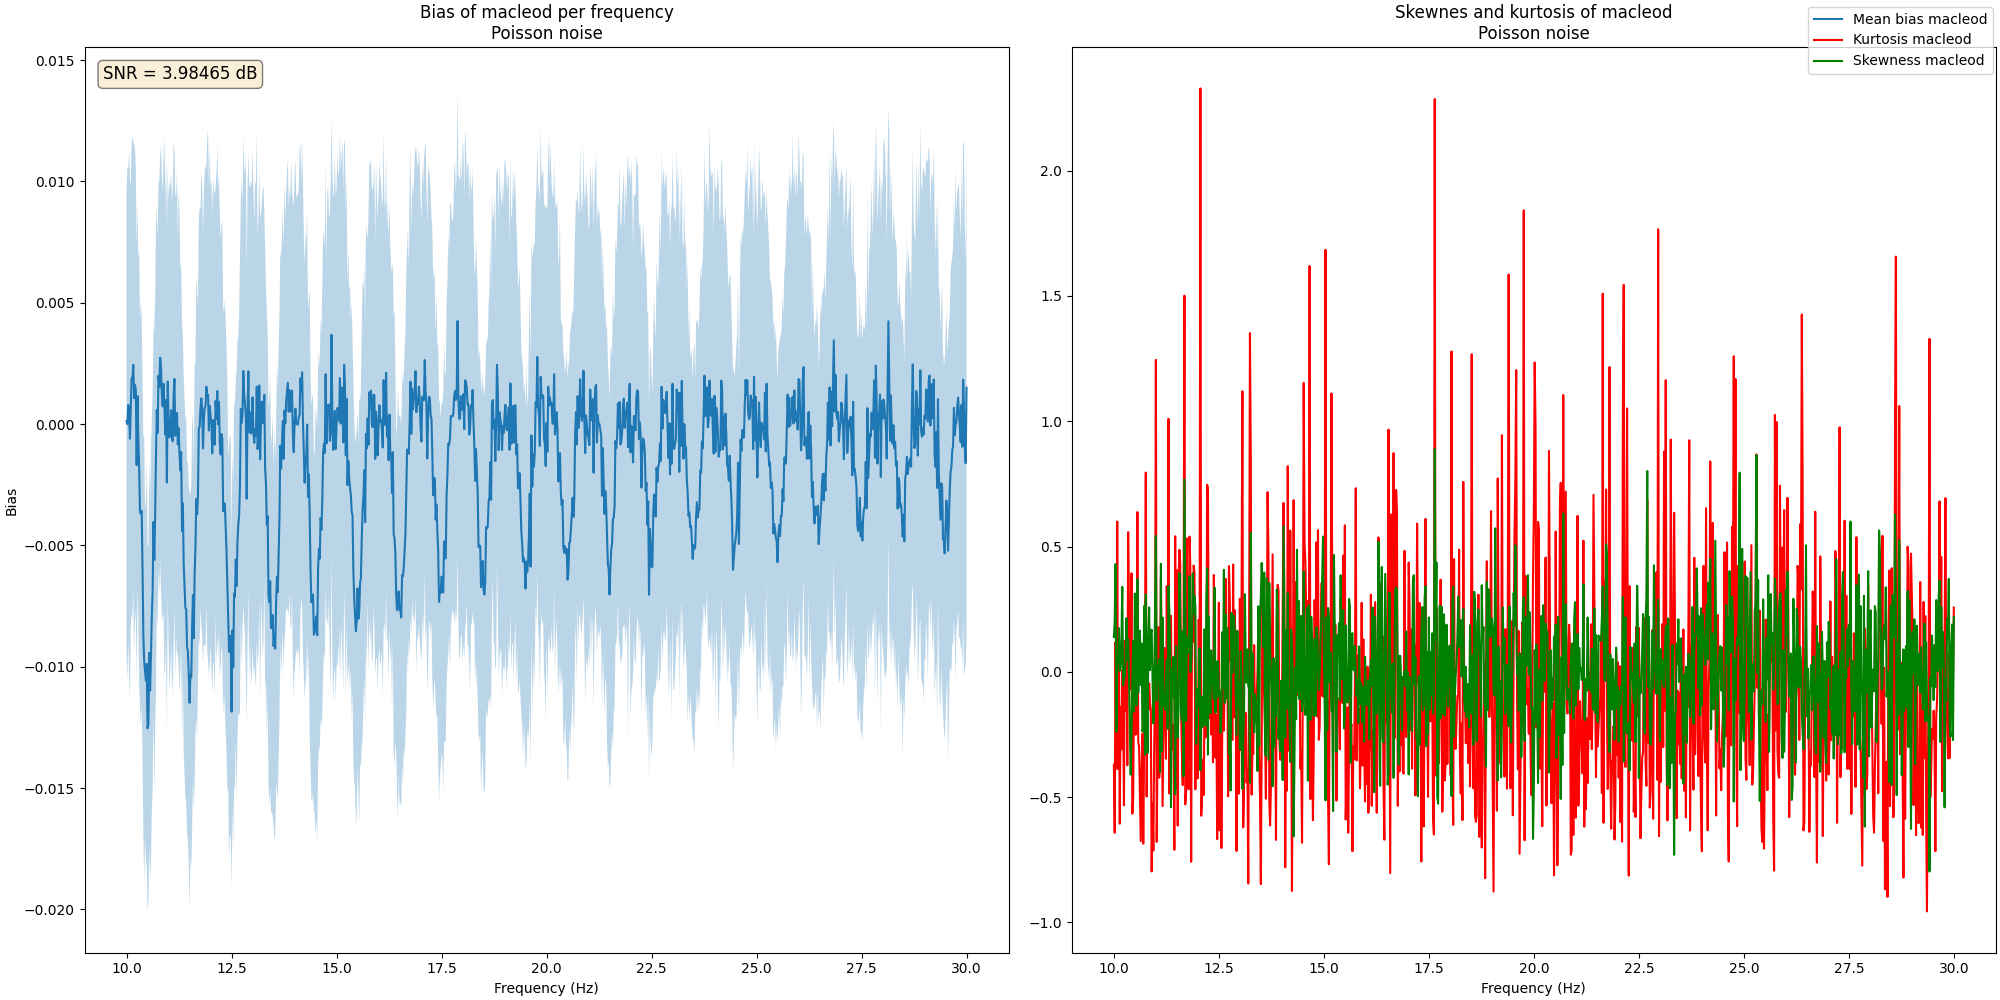 Bias of macleod per frequency
Poisson noise
SNR = 3.98465 dB
0.015
0.010
0.005
0.000
−0.005
−0.010
−0.015
−0.020
Bias
10.0 12.5 15.0 17.5 20.0 22.5 25.0 27.5 30.0
Frequency (Hz)
Skewnes and kurtosis of macleod
Poisson noise
Mean bias macleod
Kurtosis macleod
Skewness macleod
2.0
1.5
1.0
0.5
0.0
−0.5
−1.0
10.0 12.5 15.0 17.5 20.0 22.5 25.0 27.5 30.0
Frequency (Hz)